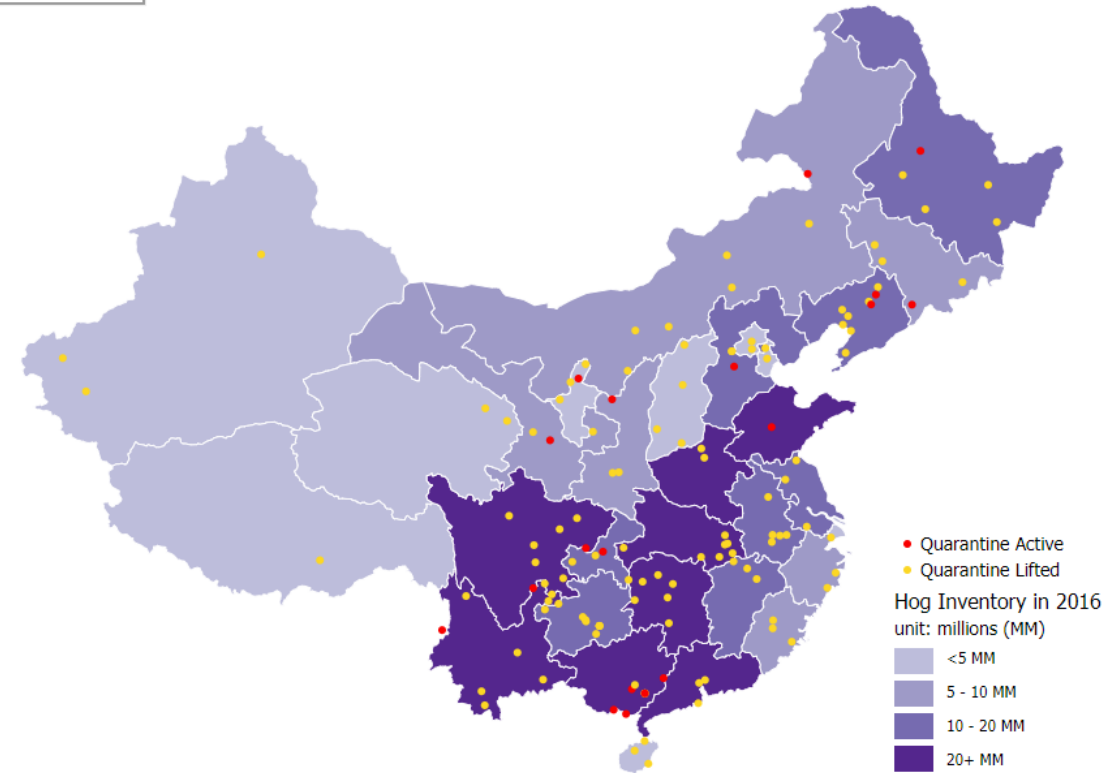 Quarantine Active
Quarantine Lifted
Hog Inventory in 2016
unit: millions (MM)
<5 MM
5 - 10 MM
10 - 20 MM
20+ MM